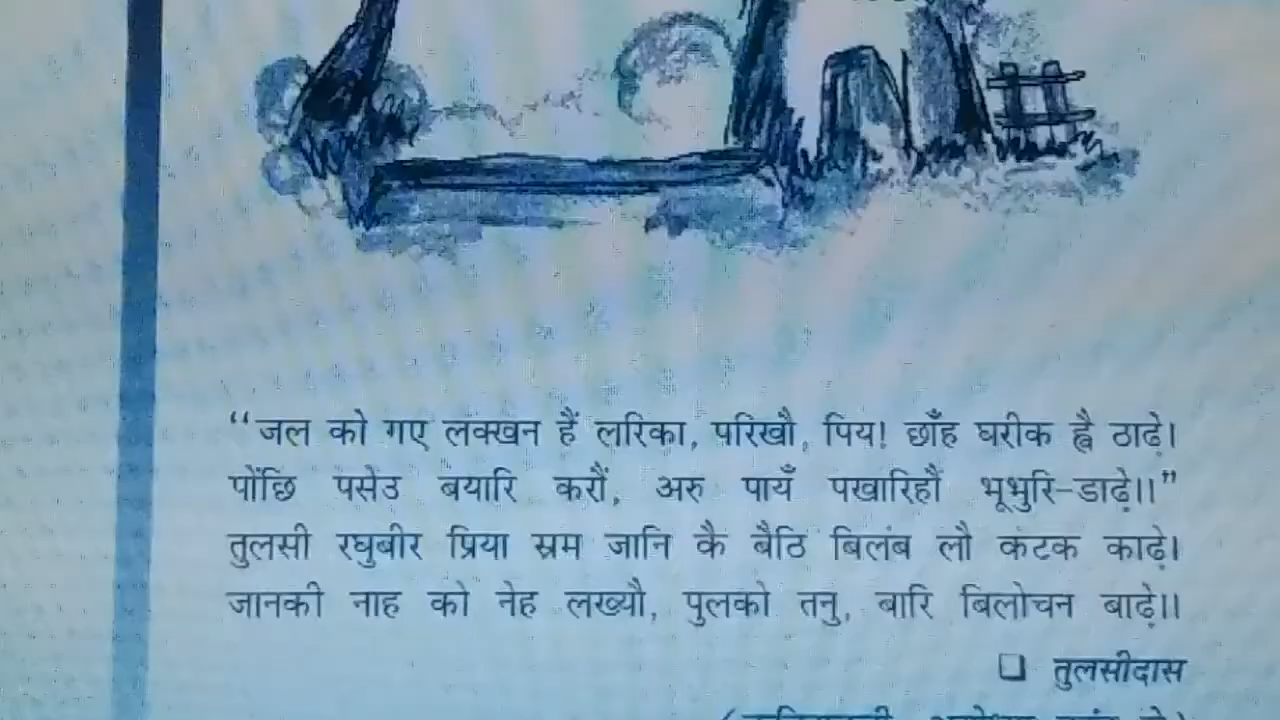 “जल को गए लक्खन हैं लरिका, परिखौ, पिय! छाँह घरीक ह्वै ठाढ़े।
पोंछि पसेउ बयारि करौं, अरु पायँ पखारिहौं भूभुरि-डाढ़े।।”
तुलसी रघुबीर प्रिया स्रम जानि कै बैठि बिलंब लौ कंटक काढ़े।
जानकी नाह को नेह लख्यौ, पुलको तनु, बारि बिलोचन बाढ़े।।
❑ तुलसीदास